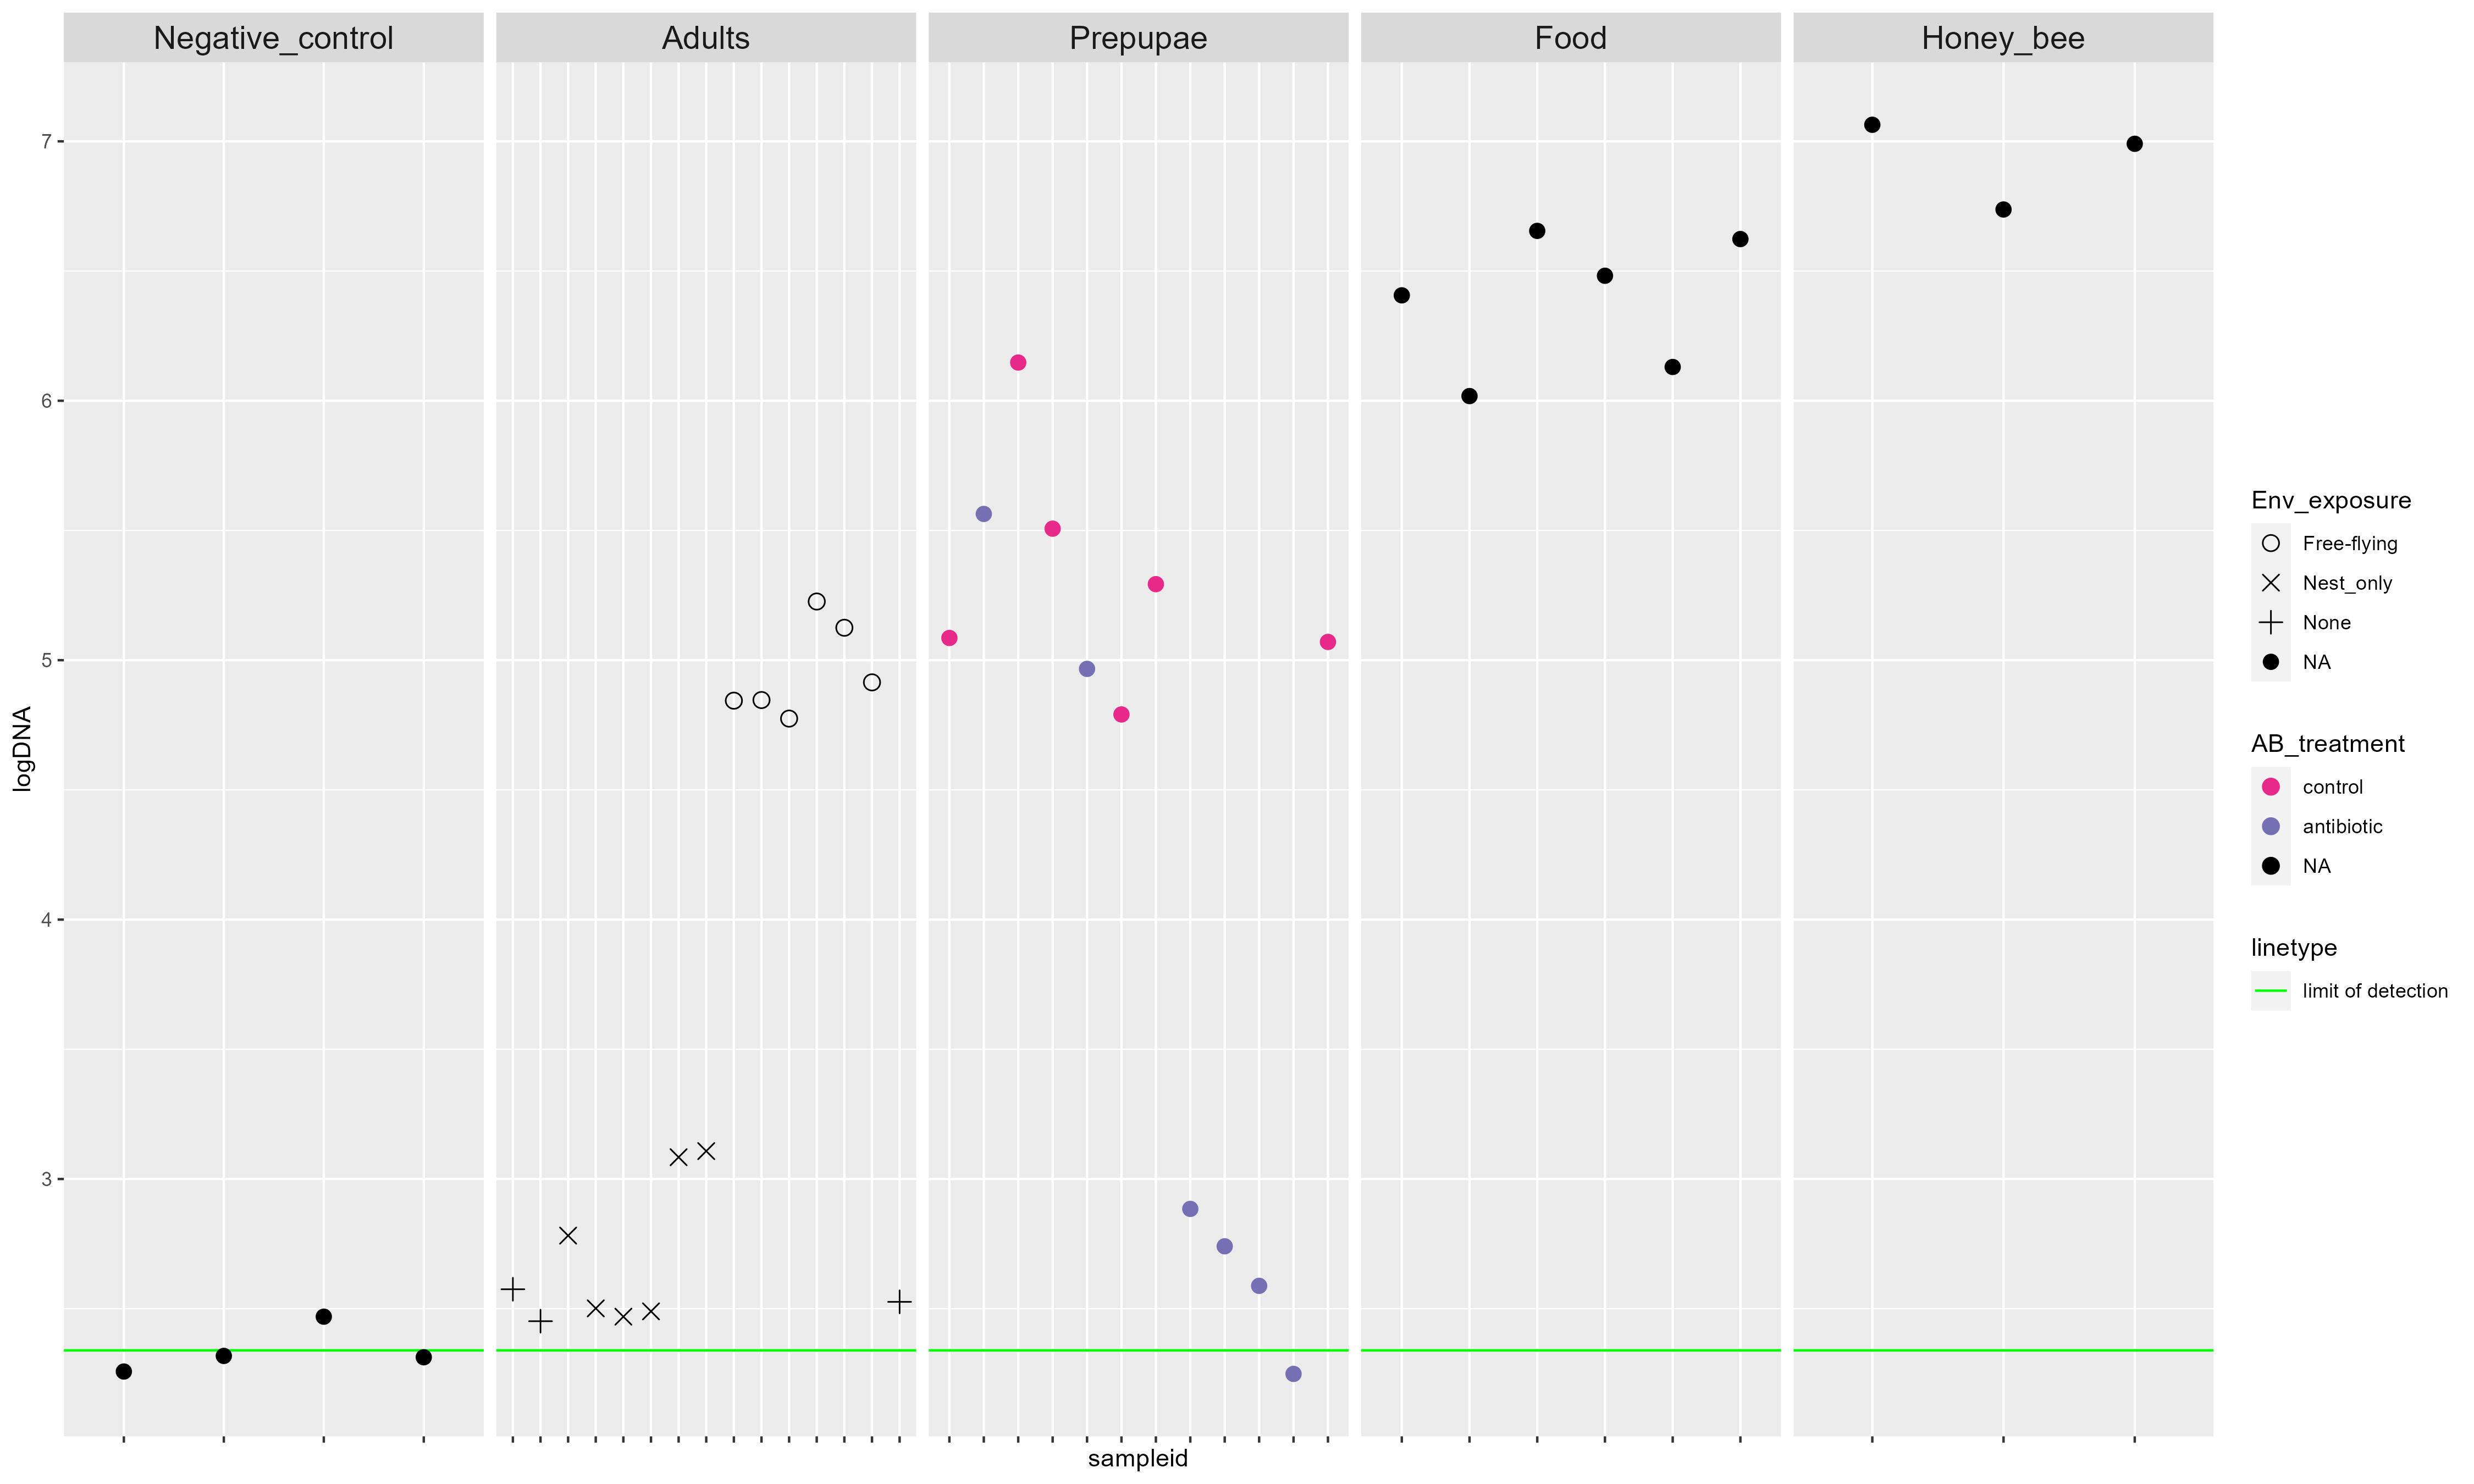 Negative_control
Adults
Prepupae
Food
Honey_bee
7
6
5
4
3
logDNA
sampleid
Env_exposure
Free-flying
Nest_only
None
NA
AB_treatment
control
antibiotic
NA
linetype
limit of detection